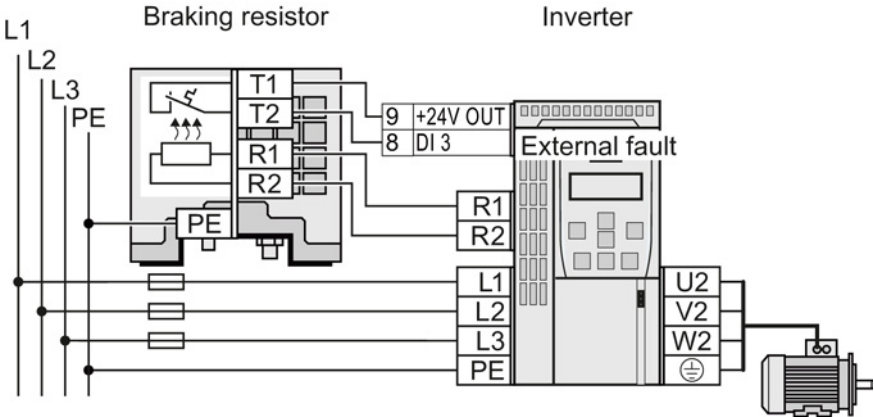 Braking resistor
Inverter
L1
L2
L3
PE
T1
T2
R1
R2
PE
9 +24V OUT
8 DI 3
External fault
R1
R2
L1
L2
L3
PE
U2
V2
W2